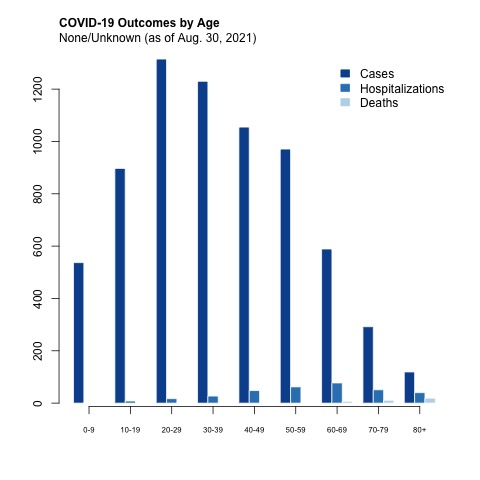 COVID-19 Outcomes by Age
None/Unknown (as of Aug. 30, 2021)
Cases
Hospitalizations
Deaths
1200
1000
800
600
400
200
0
0-9 10-19 20-29 30-39 40-49 50-59 60-69 70-79 80+